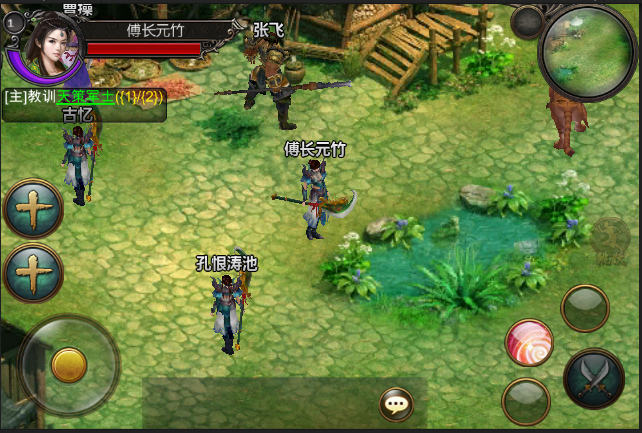 曹操
1
傅长元竹
张飞
[主]教训天策军士({1}/{2})
古忆
傅长元竹
孔恨涛池